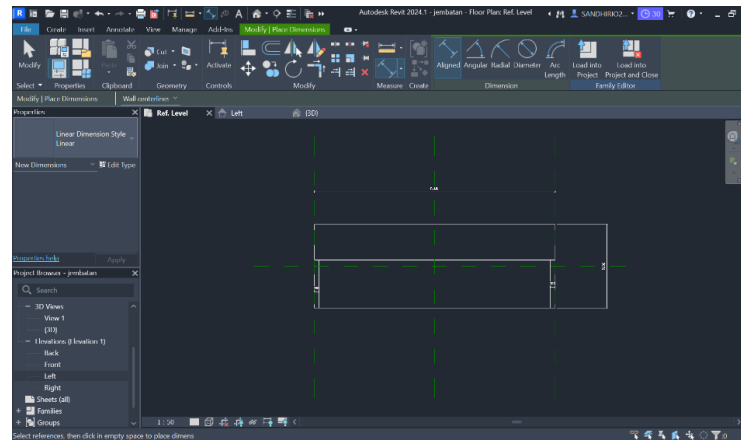 Autodesk Revit 2024.1 - jembatan - Floor Plan: Ref. Level
SANDHIRIO2...
30
File Create Insert Annotate View Manage Add-Ins Modify | Place Dimensions
Modify
Cut
Join
Activate
Aligned Angular Radial Diameter Arc Length
Load into Project
Load into Project and Close
Select Properties Clipboard Geometry Controls Modify Measure Create Dimension Family Editor
Modify | Place Dimensions Wall centerlines
Properties
Ref. Level
Left
{3D}
Linear Dimension Style
Linear
New Dimensions
Edit Type
Properties help
Apply
Project Browser - jembatan
Search
3D Views
View 1
{3D}
Elevations (Elevation 1)
Back
Front
Left
Right
Sheets (all)
Families
Groups
1 : 50
Select references, then click in empty space to place dimens
:0